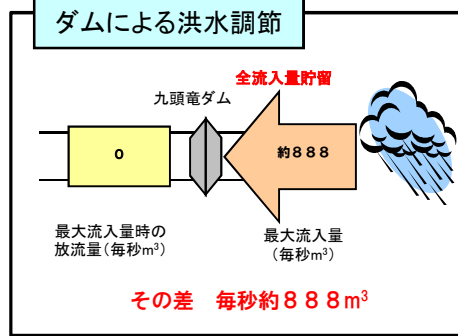 ダムによる洪水調節
全流入量貯留
九頭竜ダム
０
約８８８
最大流入量時の
放流量（毎秒m³）
最大流入量
（毎秒m³）
その差　毎秒約８８８m³